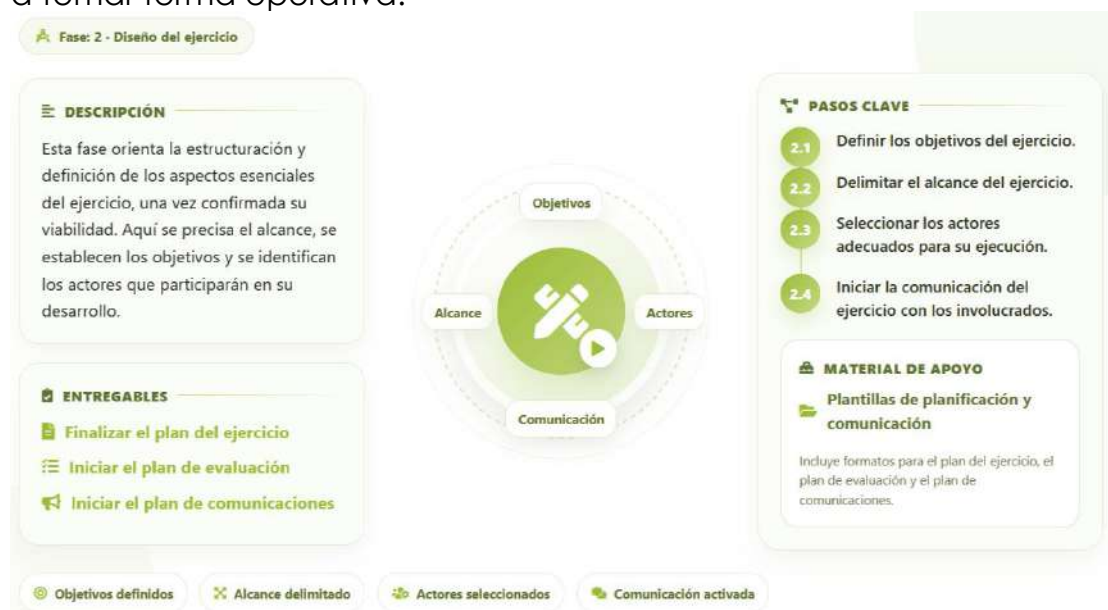 a tomar forma operativa.
Fase: 2 - Diseño del ejercicio
DESCRIPCIÓN
Esta fase orienta la estructuración y
definición de los aspectos esenciales
del ejercicio, una vez confirmada su
viabilidad. Aquí se precisa el alcance, se
establecen los objetivos y se identifican
los actores que participarán en su
desarrollo.
ENTREGABLES
Finalizar el plan del ejercicio
Iniciar el plan de evaluación
Iniciar el plan de comunicaciones
Objetivos
Alcance
Actores
Comunicación
PASOS CLAVE
2.1 Definir los objetivos del ejercicio.
2.2 Delimitar el alcance del ejercicio.
2.3 Seleccionar los actores
adecuados para su ejecución.
2.4 Iniciar la comunicación del
ejercicio con los involucrados.
MATERIAL DE APOYO
Plantillas de planificación y
comunicación
Incluye formatos para el plan del ejercicio, el
plan de evaluación y el plan de
comunicaciones.
Objetivos definidos
Alcance delimitado
Actores seleccionados
Comunicación activada